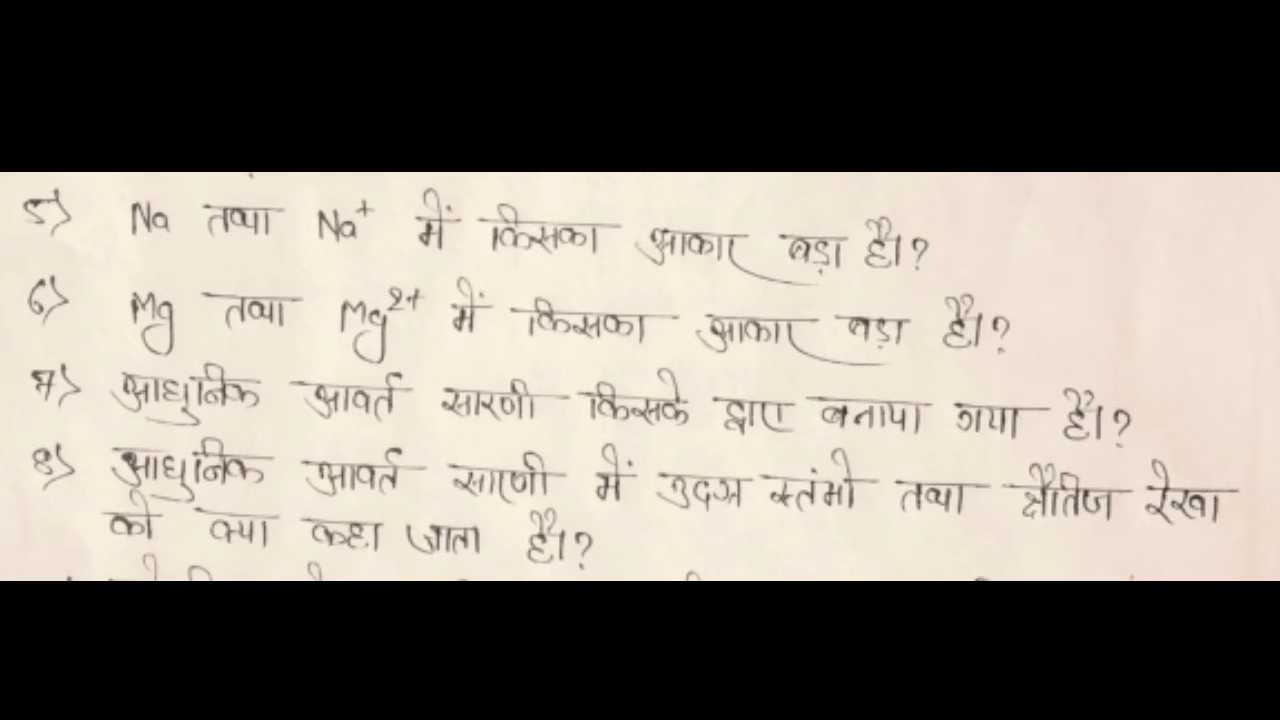 5) Na तथा Na⁺ में किसका आकार बड़ा है।?
6) Mg तथा Mg²⁺ में किसका आकार बड़ा है।?
7) आधुनिक आवर्त सारणी किसके द्वारा बनाया गया है।?
8) आधुनिक आवर्त सारणी में उदग्र स्तंभो तथा क्षैतिज रेखा
को क्या कहा जाता है।?